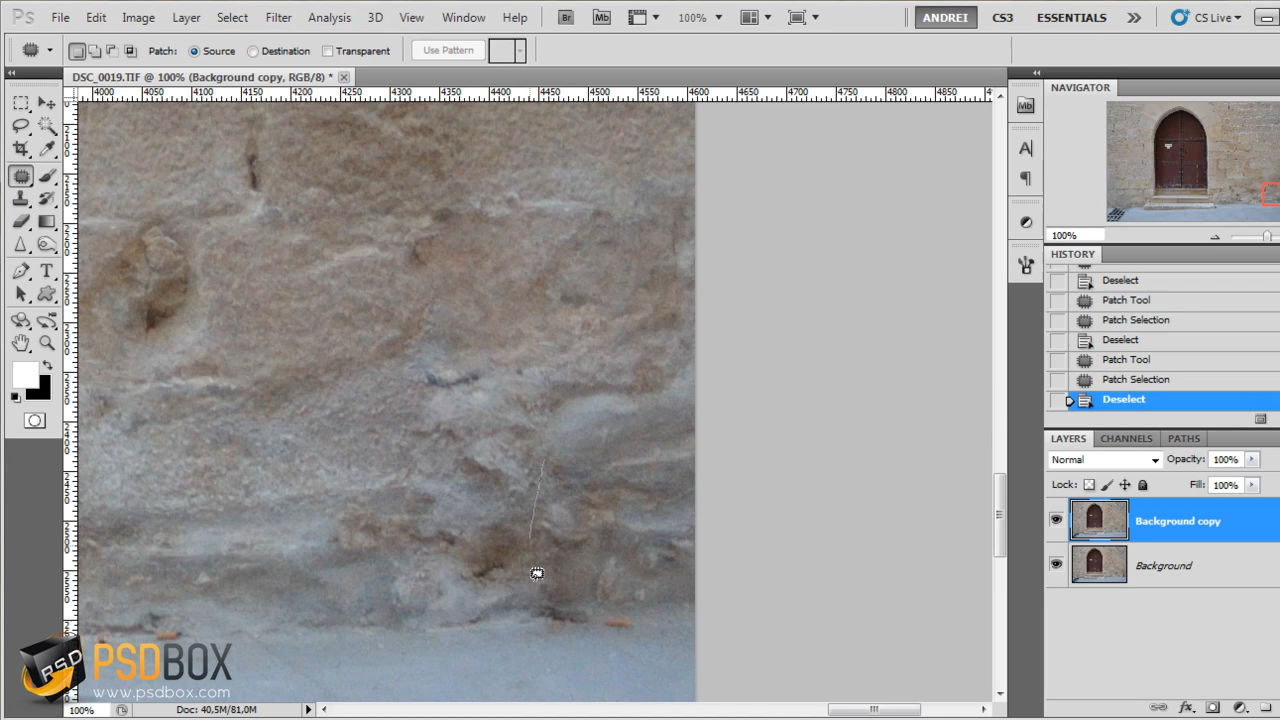 Ps File Edit Image Layer Select Filter Analysis 3D View Window Help Br Mb 100% ANDREI CS3 ESSENTIALS CS Live
Patch: Source Destination Transparent Use Pattern
DSC_0019.TIF @ 100% (Background copy, RGB/8) *
4000 4050 4100 4150 4200 4250 4300 4350 4400 4450 4500 4550 4600 4650 4700 4750 4800 4850 4900
Mb
NAVIGATOR
100%
HISTORY
Deselect
Patch Tool
Patch Selection
Deselect
Patch Tool
Patch Selection
Deselect
LAYERS CHANNELS PATHS
Normal Opacity: 100%
Lock: Fill: 100%
Background copy
Background
PSD PSDBOX
www.psdbox.com
100% Doc: 40,5M/81,0M